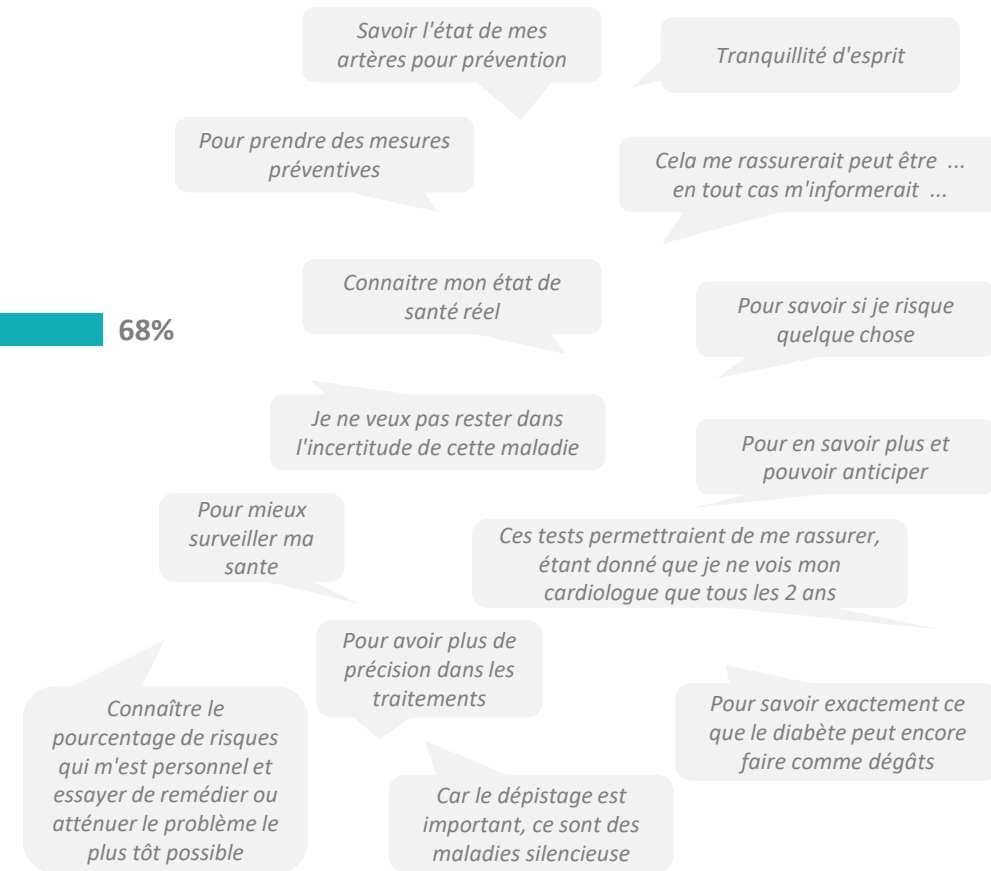 Savoir l'état de mes
artères pour prévention
Tranquillité d'esprit
Pour prendre des mesures
préventives
Cela me rassurerait peut être ...
en tout cas m'informerait ...
Connaitre mon état de
santé réel
Pour savoir si je risque
quelque chose
68%
Je ne veux pas rester dans
l'incertitude de cette maladie
Pour en savoir plus et
pouvoir anticiper
Pour mieux
surveiller ma
sante
Ces tests permettraient de me rassurer,
étant donné que je ne vois mon
cardiologue que tous les 2 ans
Pour avoir plus de
précision dans les
traitements
Connaître le
pourcentage de risques
qui m'est personnel et
essayer de remédier ou
atténuer le problème le
plus tôt possible
Pour savoir exactement ce
que le diabète peut encore
faire comme dégâts
Car le dépistage est
important, ce sont des
maladies silencieuse